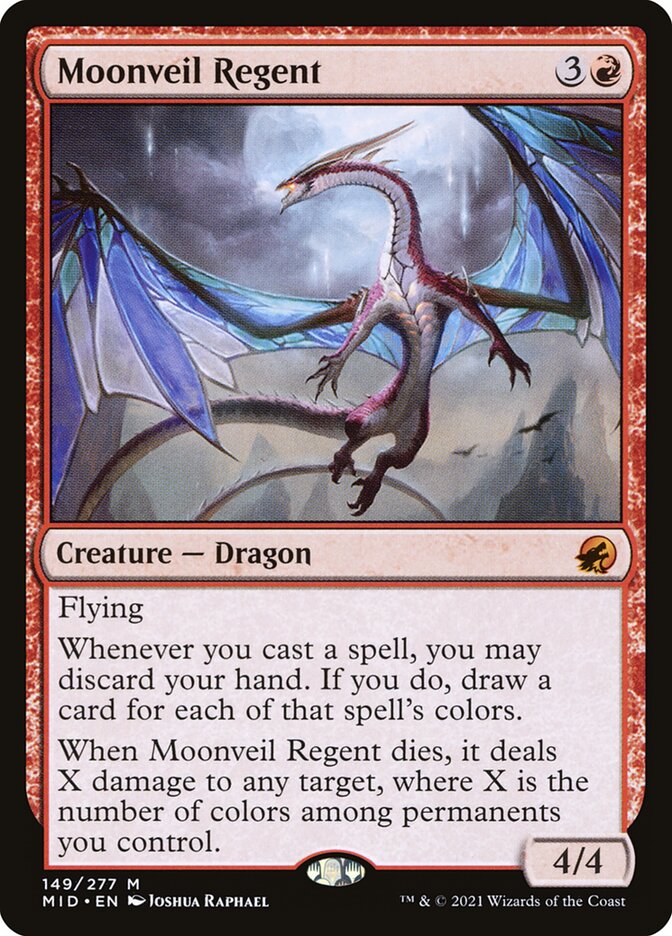 Moonveil Regent 3
Creature — Dragon
Flying
Whenever you cast a spell, you may
discard your hand. If you do, draw a
card for each of that spell's colors.
When Moonveil Regent dies, it deals
X damage to any target, where X is the
number of colors among permanents
you control.
4/4
149/277 M
MID • EN Joshua Raphael ™ & © 2021 Wizards of the Coast